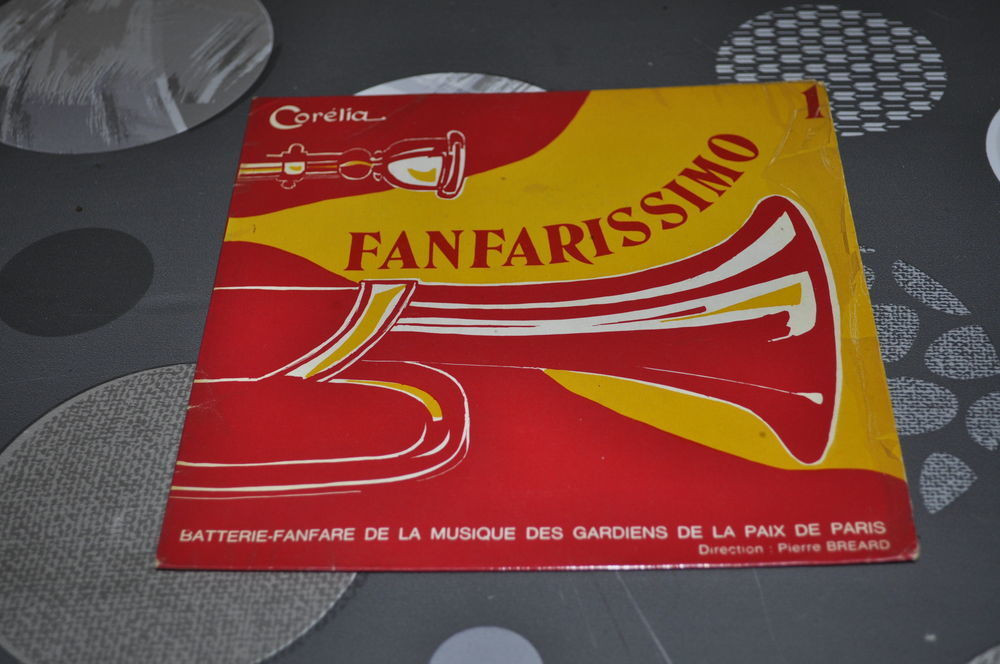 Corélia
1
FANFARISSIMO
BATTERIE-FANFARE DE LA MUSIQUE DES GARDIENS DE LA PAIX DE PARIS
Direction : Pierre BREARD